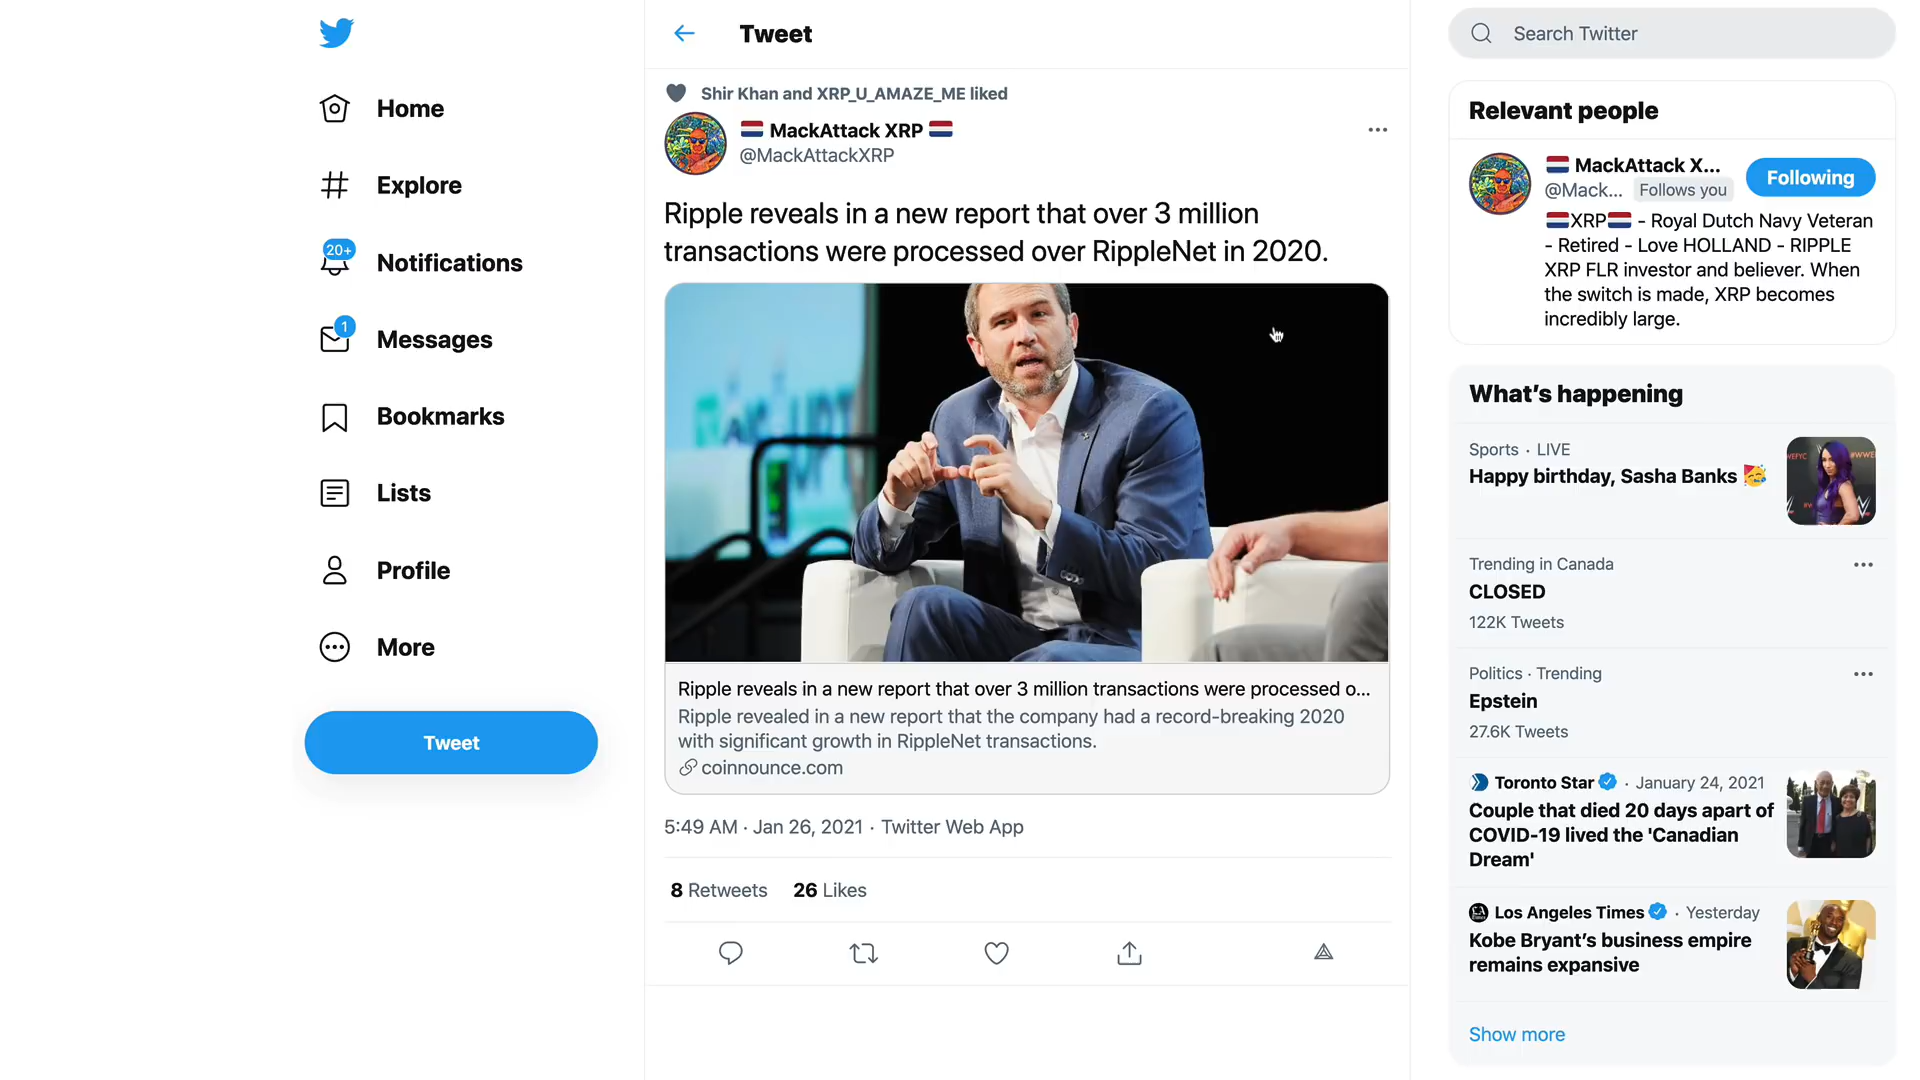 Home
Explore
20+
Notifications
1
Messages
Bookmarks
Lists
Profile
More
Tweet
Tweet
Shir Khan and XRP_U_AMAZE_ME liked
🇳🇱 MackAttack XRP 🇳🇱
@MackAttackXRP
Ripple reveals in a new report that over 3 million
transactions were processed over RippleNet in 2020.
Ripple reveals in a new report that over 3 million transactions were processed o...
Ripple revealed in a new report that the company had a record-breaking 2020
with significant growth in RippleNet transactions.
coinnounce.com
5:49 AM · Jan 26, 2021 · Twitter Web App
8 Retweets 26 Likes
Search Twitter
Relevant people
🇳🇱 MackAttack X...
@Mack... Follows you
Following
🇳🇱XRP🇳🇱 - Royal Dutch Navy Veteran
- Retired - Love HOLLAND - RIPPLE
XRP FLR investor and believer. When
the switch is made, XRP becomes
incredibly large.
What's happening
Sports · LIVE
Happy birthday, Sasha Banks 🥳
Trending in Canada
CLOSED
122K Tweets
Politics · Trending
Epstein
27.6K Tweets
Toronto Star · January 24, 2021
Couple that died 20 days apart of
COVID-19 lived the 'Canadian
Dream'
Los Angeles Times · Yesterday
Kobe Bryant's business empire
remains expansive
Show more